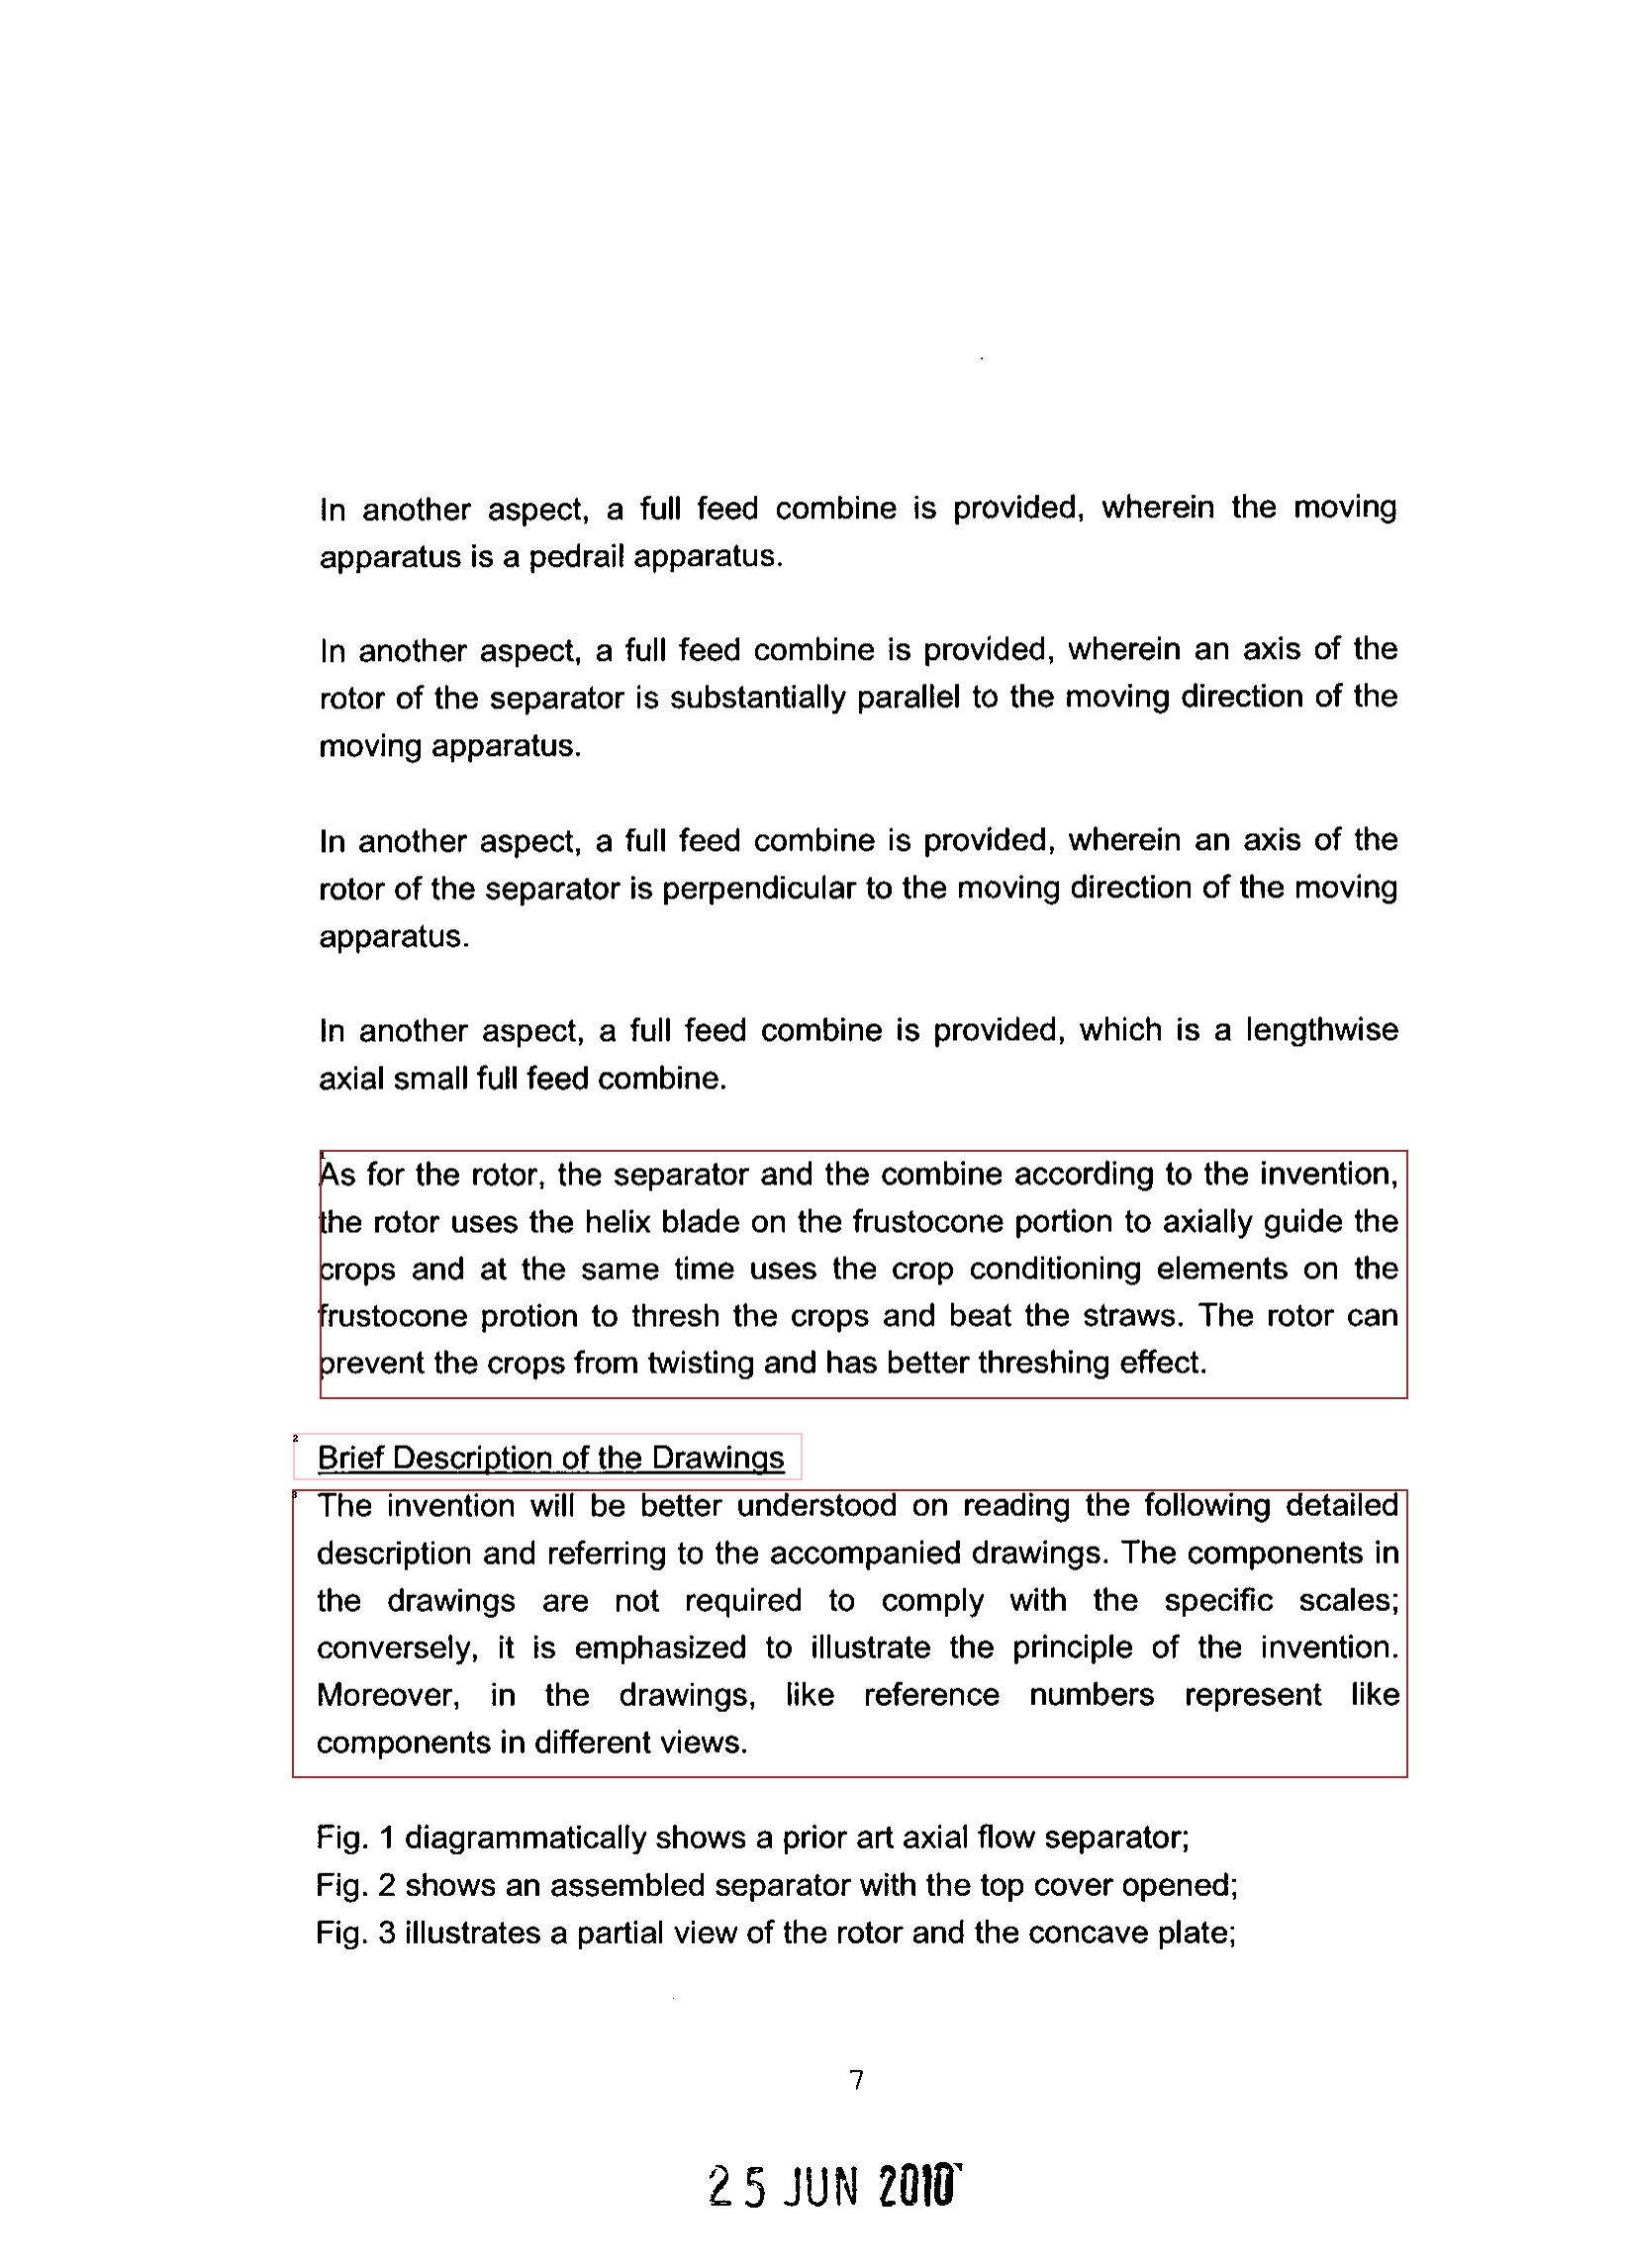 In another aspect, a full feed combine is provided, wherein the moving
apparatus is a pedrail apparatus.
In another aspect, a full feed combine is provided, wherein an axis of the
rotor of the separator is substantially parallel to the moving direction of the
moving apparatus.
In another aspect, a full feed combine is provided, wherein an axis of the
rotor of the separator is perpendicular to the moving direction of the moving
apparatus.
In another aspect, a full feed combine is provided, which is a lengthwise
axial small full feed combine.
1
As for the rotor, the separator and the combine according to the invention,
the rotor uses the helix blade on the frustocone portion to axially guide the
crops and at the same time uses the crop conditioning elements on the
frustocone protion to thresh the crops and beat the straws. The rotor can
prevent the crops from twisting and has better threshing effect.
2
Brief Description of the Drawings
3
The invention will be better understood on reading the following detailed
description and referring to the accompanied drawings. The components in
the drawings are not required to comply with the specific scales;
conversely, it is emphasized to illustrate the principle of the invention.
Moreover, in the drawings, like reference numbers represent like
components in different views.
Fig. 1 diagrammatically shows a prior art axial flow separator;
Fig. 2 shows an assembled separator with the top cover opened;
Fig. 3 illustrates a partial view of the rotor and the concave plate;
7
25 JUN 2010